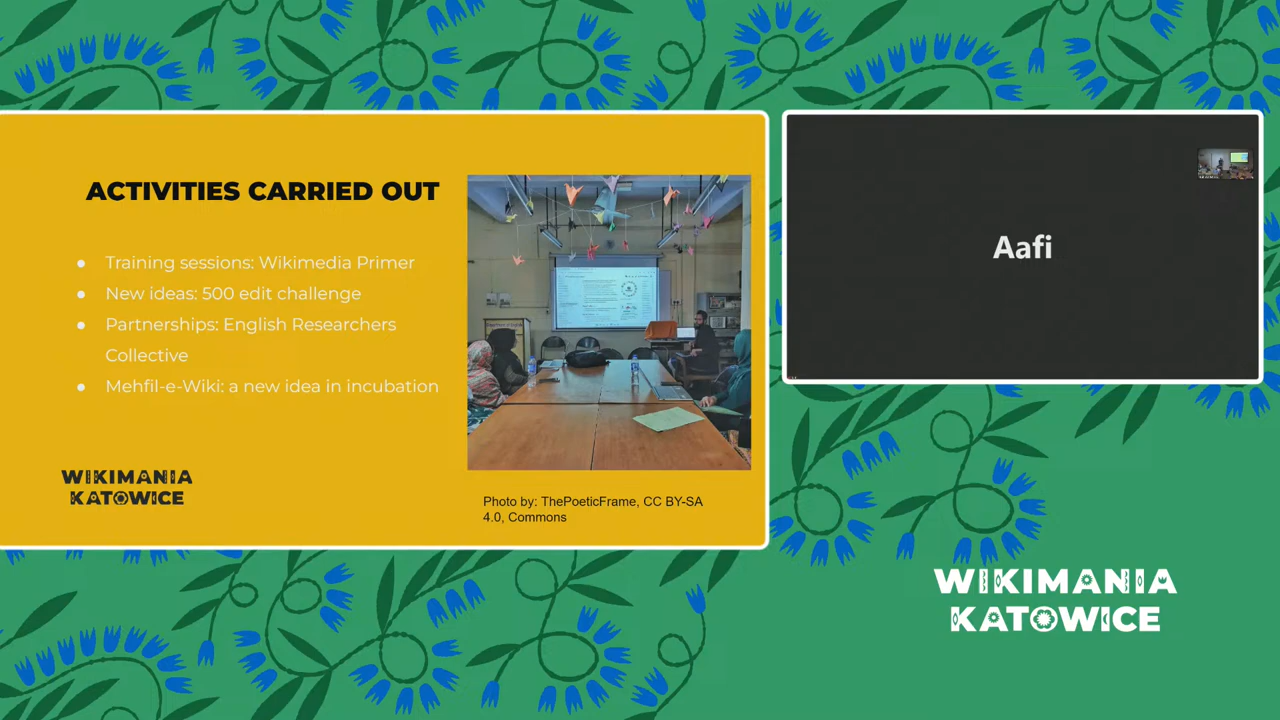 ACTIVITIES CARRIED OUT
● Training sessions: Wikimedia Primer
● New ideas: 500 edit challenge
● Partnerships: English Researchers
Collective
● Mehfil-e-Wiki: a new idea in incubation
WIKIMANIA
KATOWICE
Photo by: ThePoeticFrame, CC BY-SA
4.0, Commons
Aafi
WIKIMANIA
KATOWICE